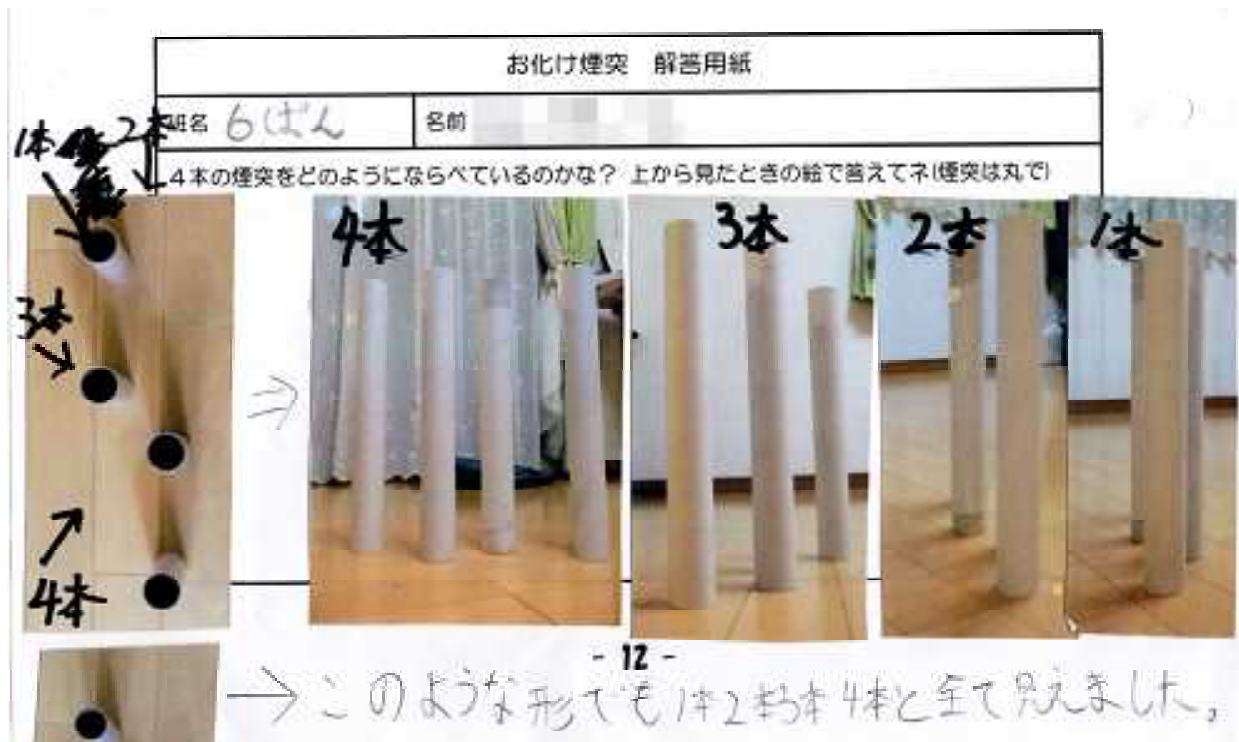 お化け煙突 解答用紙
班名 6ぱん
名前
4本の煙突をどのようにならべているのかな? 上から見たときの絵で答えてネ(煙突は丸で)
1本
2本
3本
4本
⇒
4本
3本
2本
1本
- 12 -
→このような形でも1本2本3本4本と全て見えました。